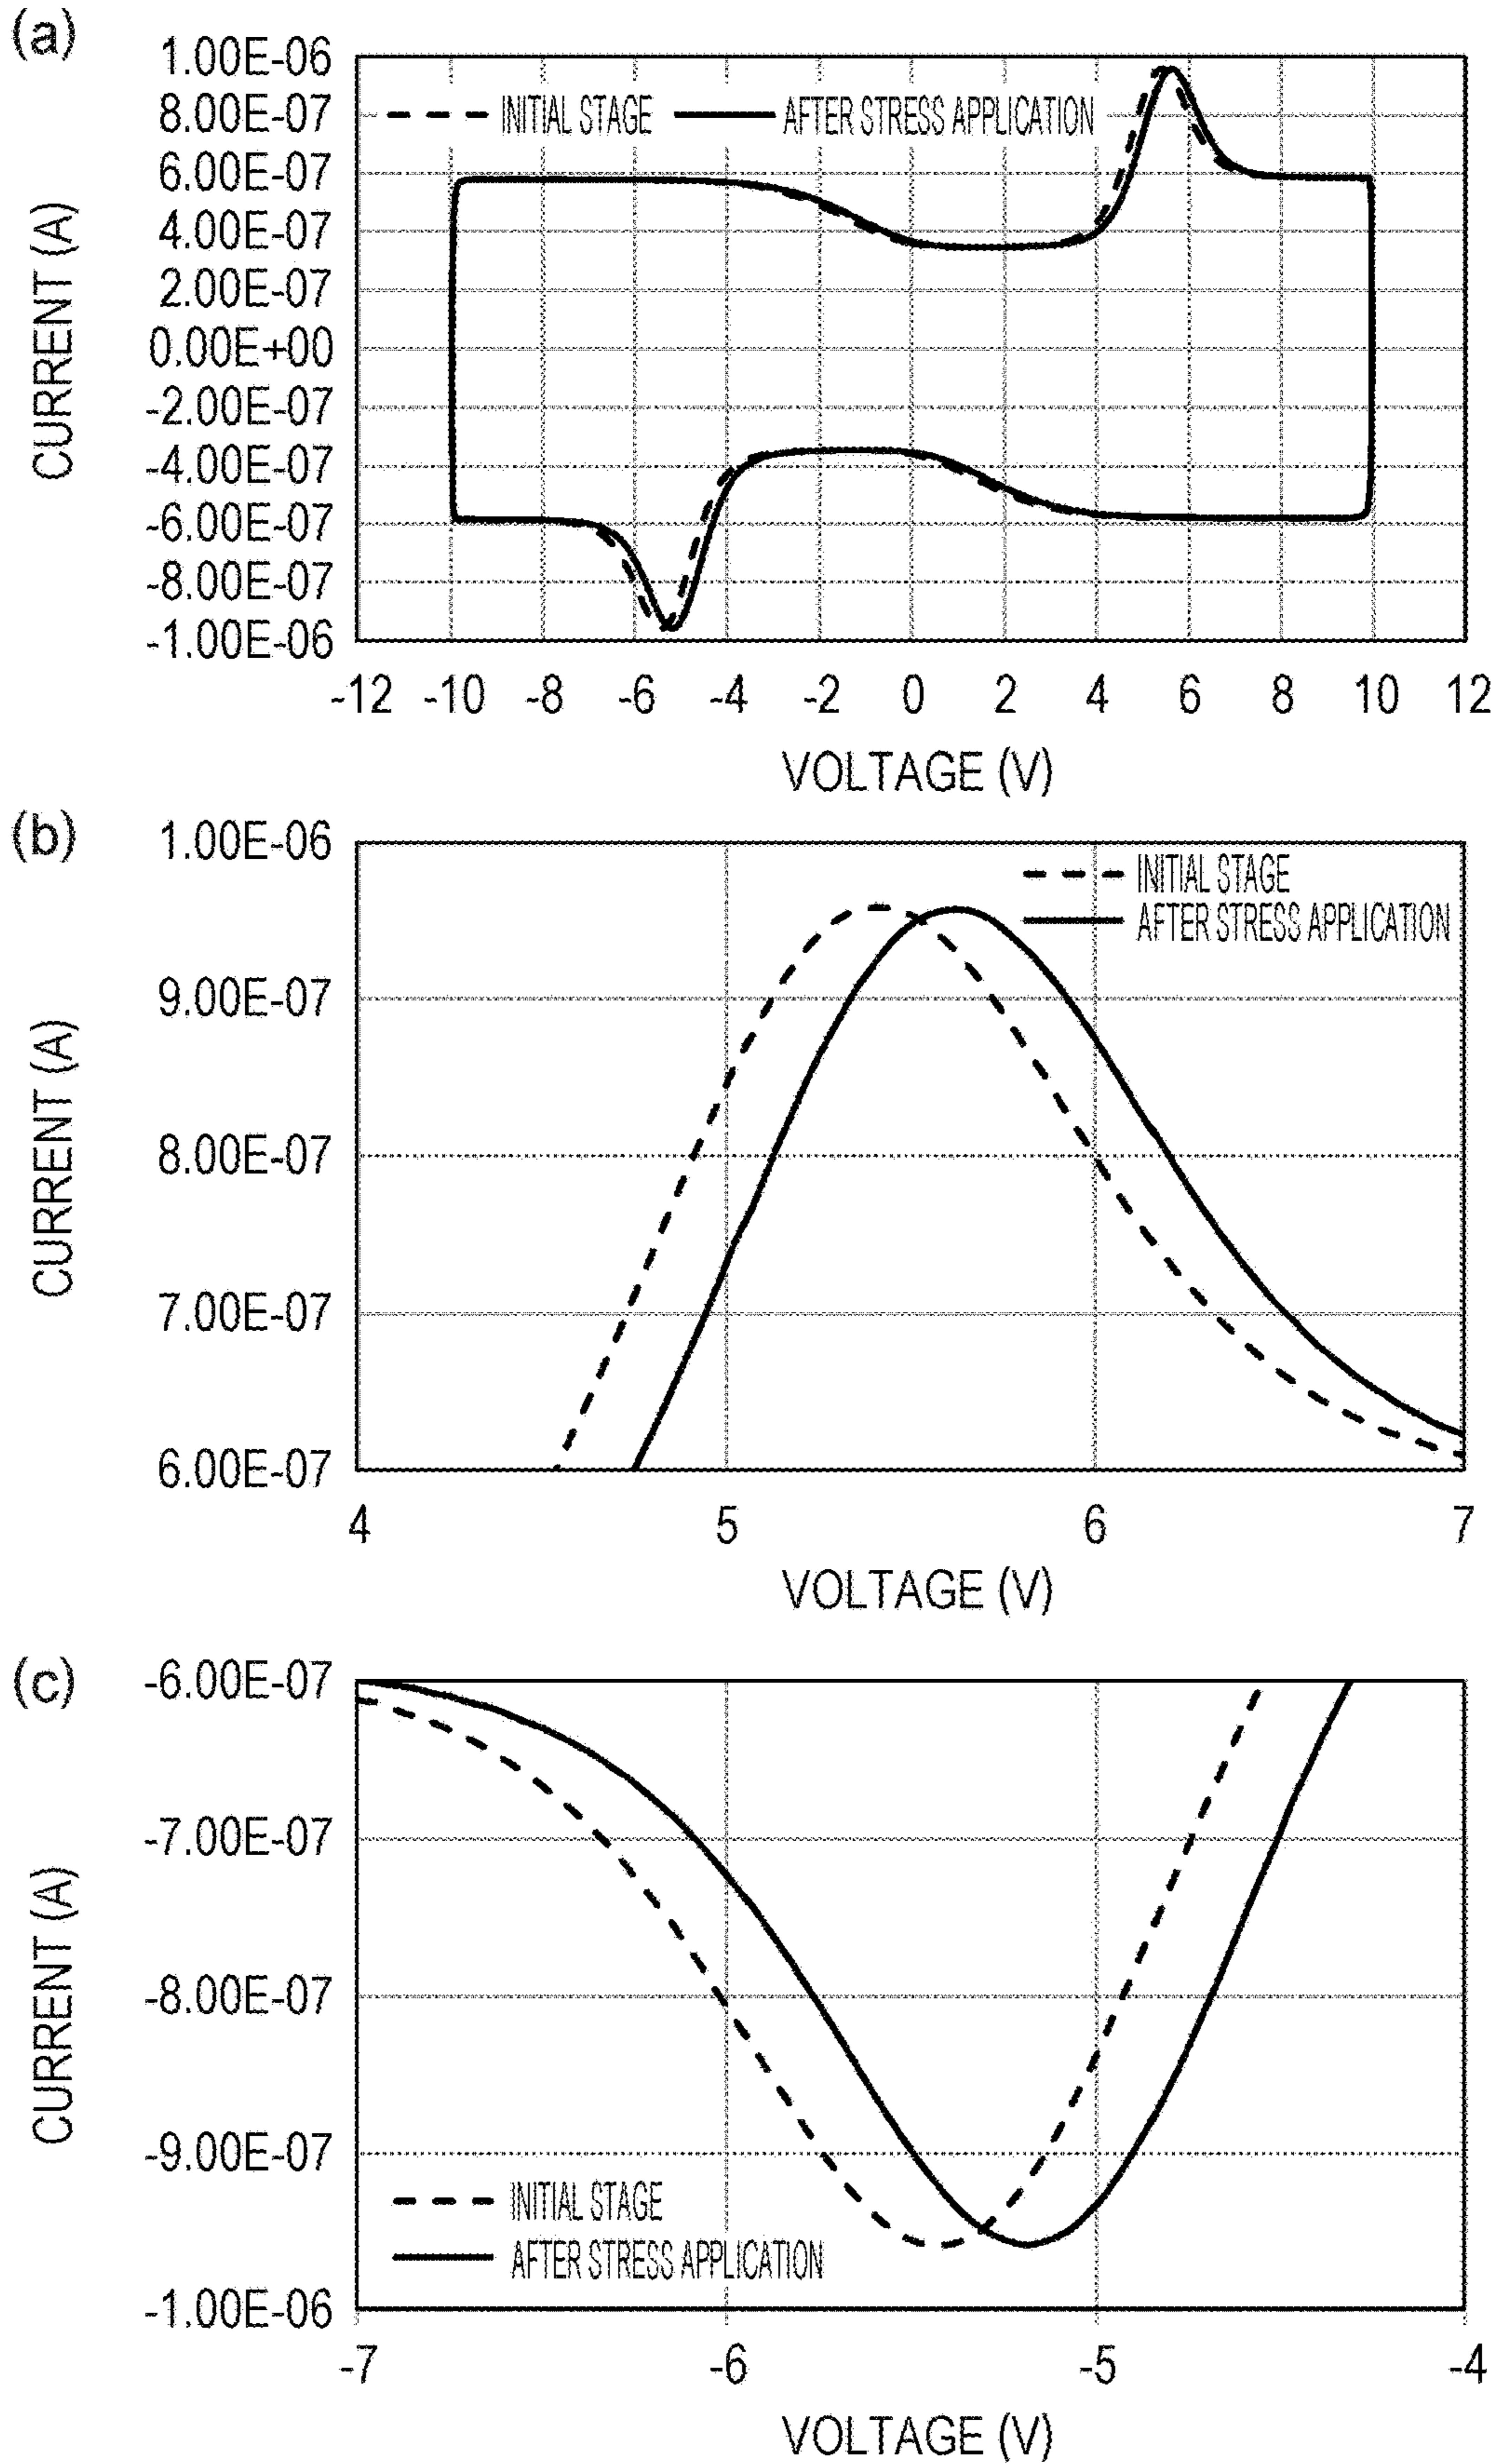 (a)
1.00E-06
8.00E-07
6.00E-07
4.00E-07
2.00E-07
0.00E+00
-2.00E-07
-4.00E-07
-6.00E-07
-8.00E-07
-1.00E-06
CURRENT (A)
INITIAL STAGE AFTER STRESS APPLICATION
-12 -10 -8 -6 -4 -2 0 2 4 6 8 10 12
VOLTAGE (V)
(b)
1.00E-06
9.00E-07
8.00E-07
7.00E-07
6.00E-07
CURRENT (A)
INITIAL STAGE
AFTER STRESS APPLICATION
4 5 6 7
VOLTAGE (V)
(c)
-6.00E-07
-7.00E-07
-8.00E-07
-9.00E-07
-1.00E-06
CURRENT (A)
INITIAL STAGE
AFTER STRESS APPLICATION
-7 -6 -5 -4
VOLTAGE (V)